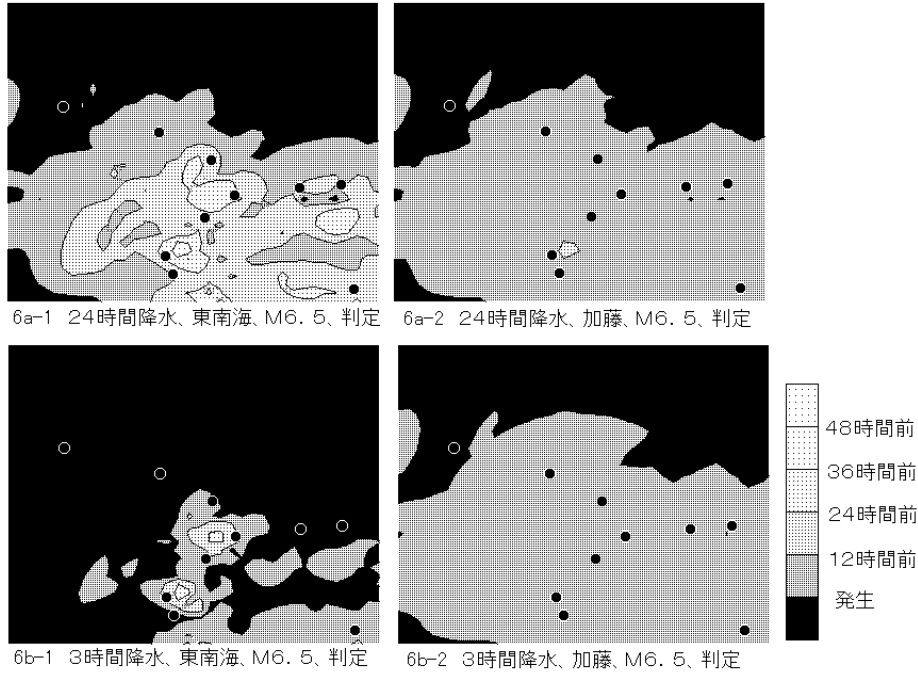 6a-1 24時間降水、東南海、M6.5、判定
6a-2 24時間降水、加藤、M6.5、判定
48時間前
36時間前
24時間前
12時間前
発生
6b-1 3時間降水、東南海、M6.5、判定
6b-2 3時間降水、加藤、M6.5、判定